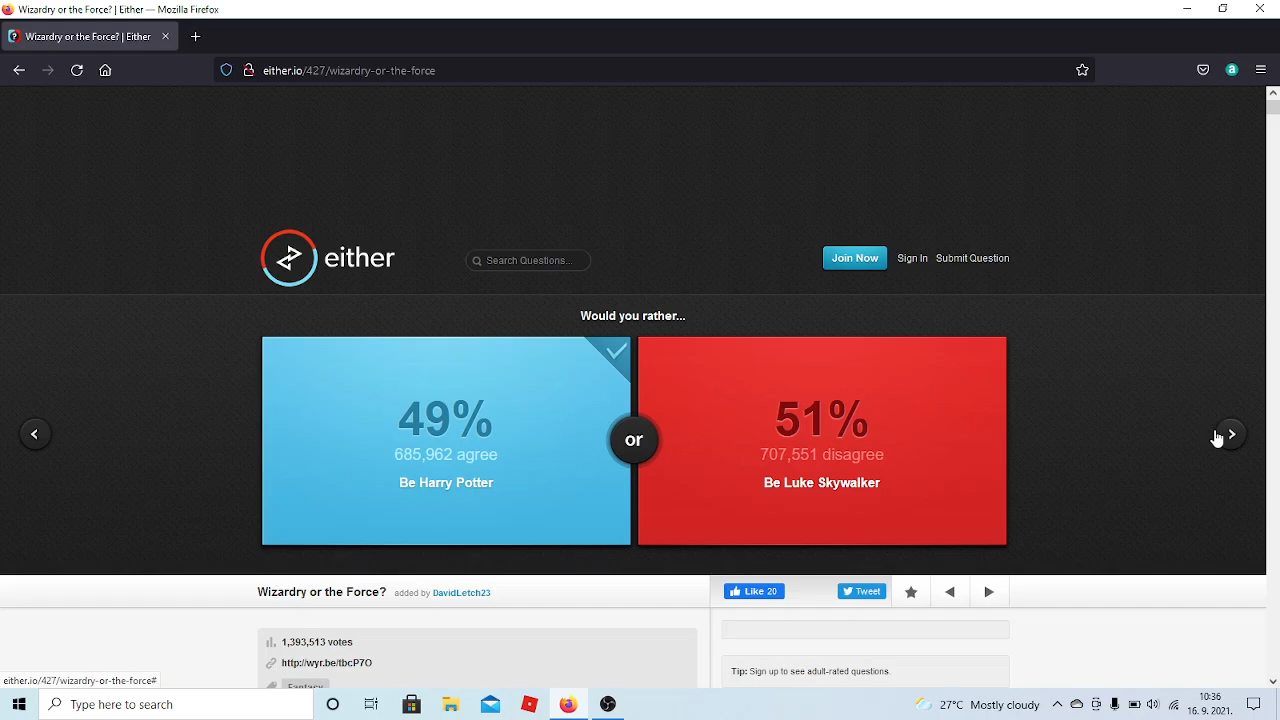 Wizardry or the Force? | Either — Mozilla Firefox
Wizardry or the Force? | Either
either.io/427/wizardry-or-the-force
a
either
Search Questions...
Join Now
Sign In
Submit Question
Would you rather...
49%
685,962 agree
Be Harry Potter
or
51%
707,551 disagree
Be Luke Skywalker
Wizardry or the Force? added by DavidLetch23
Like 20
Tweet
1,393,513 votes
http://wyr.be/tbcP7O
Fantasy
Tip: Sign up to see adult-rated questions.
either.io/427/wizardry-or-the-force#
Type here to search
27°C Mostly cloudy
10:36
16. 9. 2021.